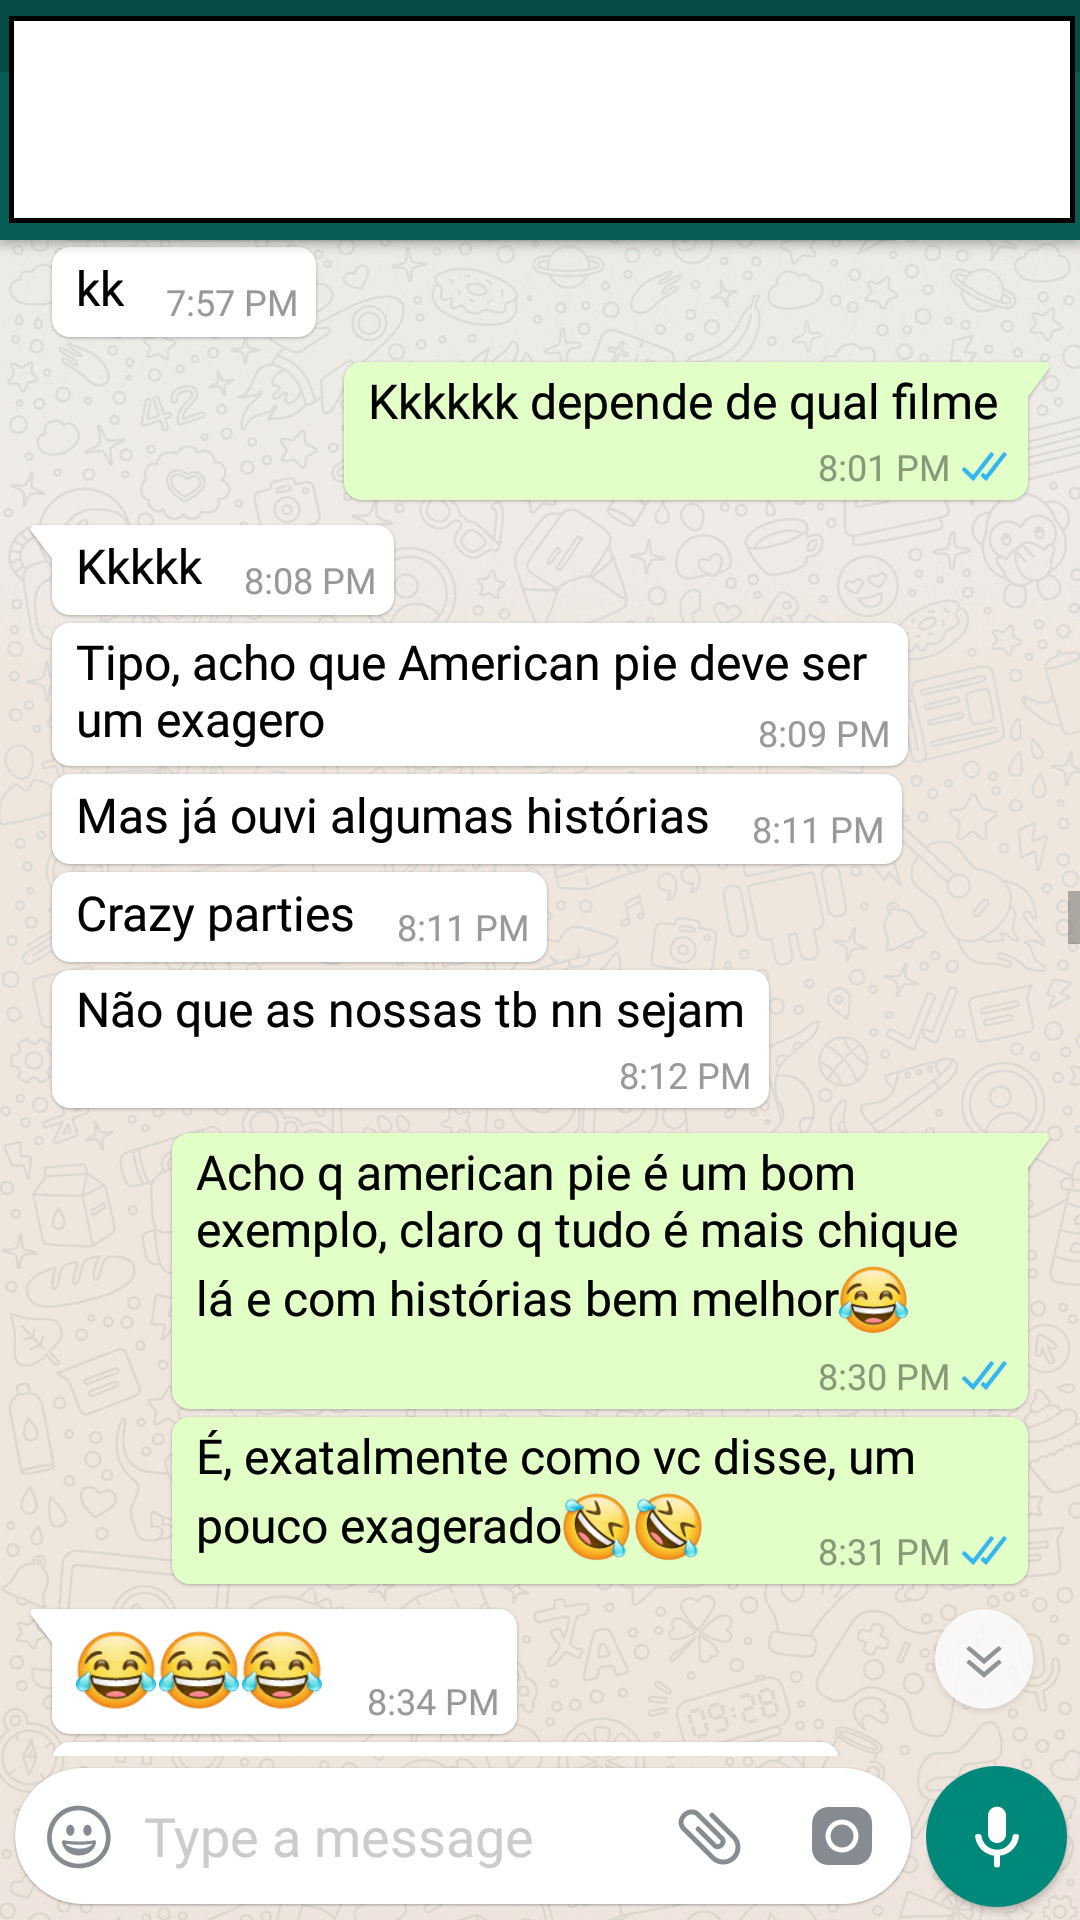 kk 7:57 PM
Kkkkkk depende de qual filme
8:01 PM
Kkkkk 8:08 PM
Tipo, acho que American pie deve ser
um exagero 8:09 PM
Mas já ouvi algumas histórias 8:11 PM
Crazy parties 8:11 PM
Não que as nossas tb nn sejam
8:12 PM
Acho q american pie é um bom
exemplo, claro q tudo é mais chique
lá e com histórias bem melhor😂
8:30 PM
É, exatalmente como vc disse, um
pouco exagerado🤣🤣 8:31 PM
😂😂😂 8:34 PM
Type a message